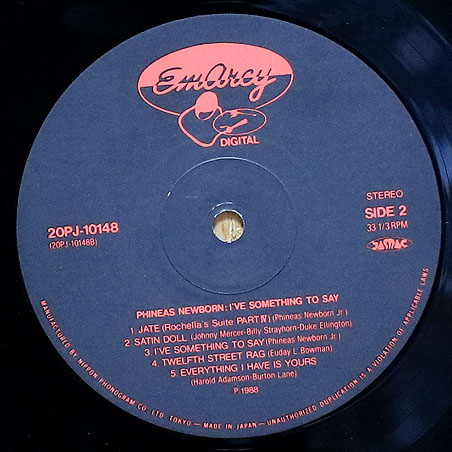 EmArcy
DIGITAL
STEREO
SIDE 2
33 1/3 RPM
JASRAC
20PJ-10148
(20PJ-10148B)
PHINEAS NEWBORN: I'VE SOMETHING TO SAY
1. JATE (Rochella's Suite PART Ⅳ) (Phineas Newborn Jr.)
2. SATIN DOLL (Johnny Mercer-Billy Strayhorn-Duke Ellington)
3. I'VE SOMETHING TO SAY (Phineas Newborn Jr.)
4. TWELFTH STREET RAG (Euday L. Bowman)
5. EVERYTHING I HAVE IS YOURS
(Harold Adamson-Burton Lane)
℗ 1988
MANUFACTURED BY NIPPON PHONOGRAM CO. LTD. TOKYO — MADE IN JAPAN — UNAUTHORIZED DUPLICATION IS A VIOLATION OF APPLICABLE LAWS